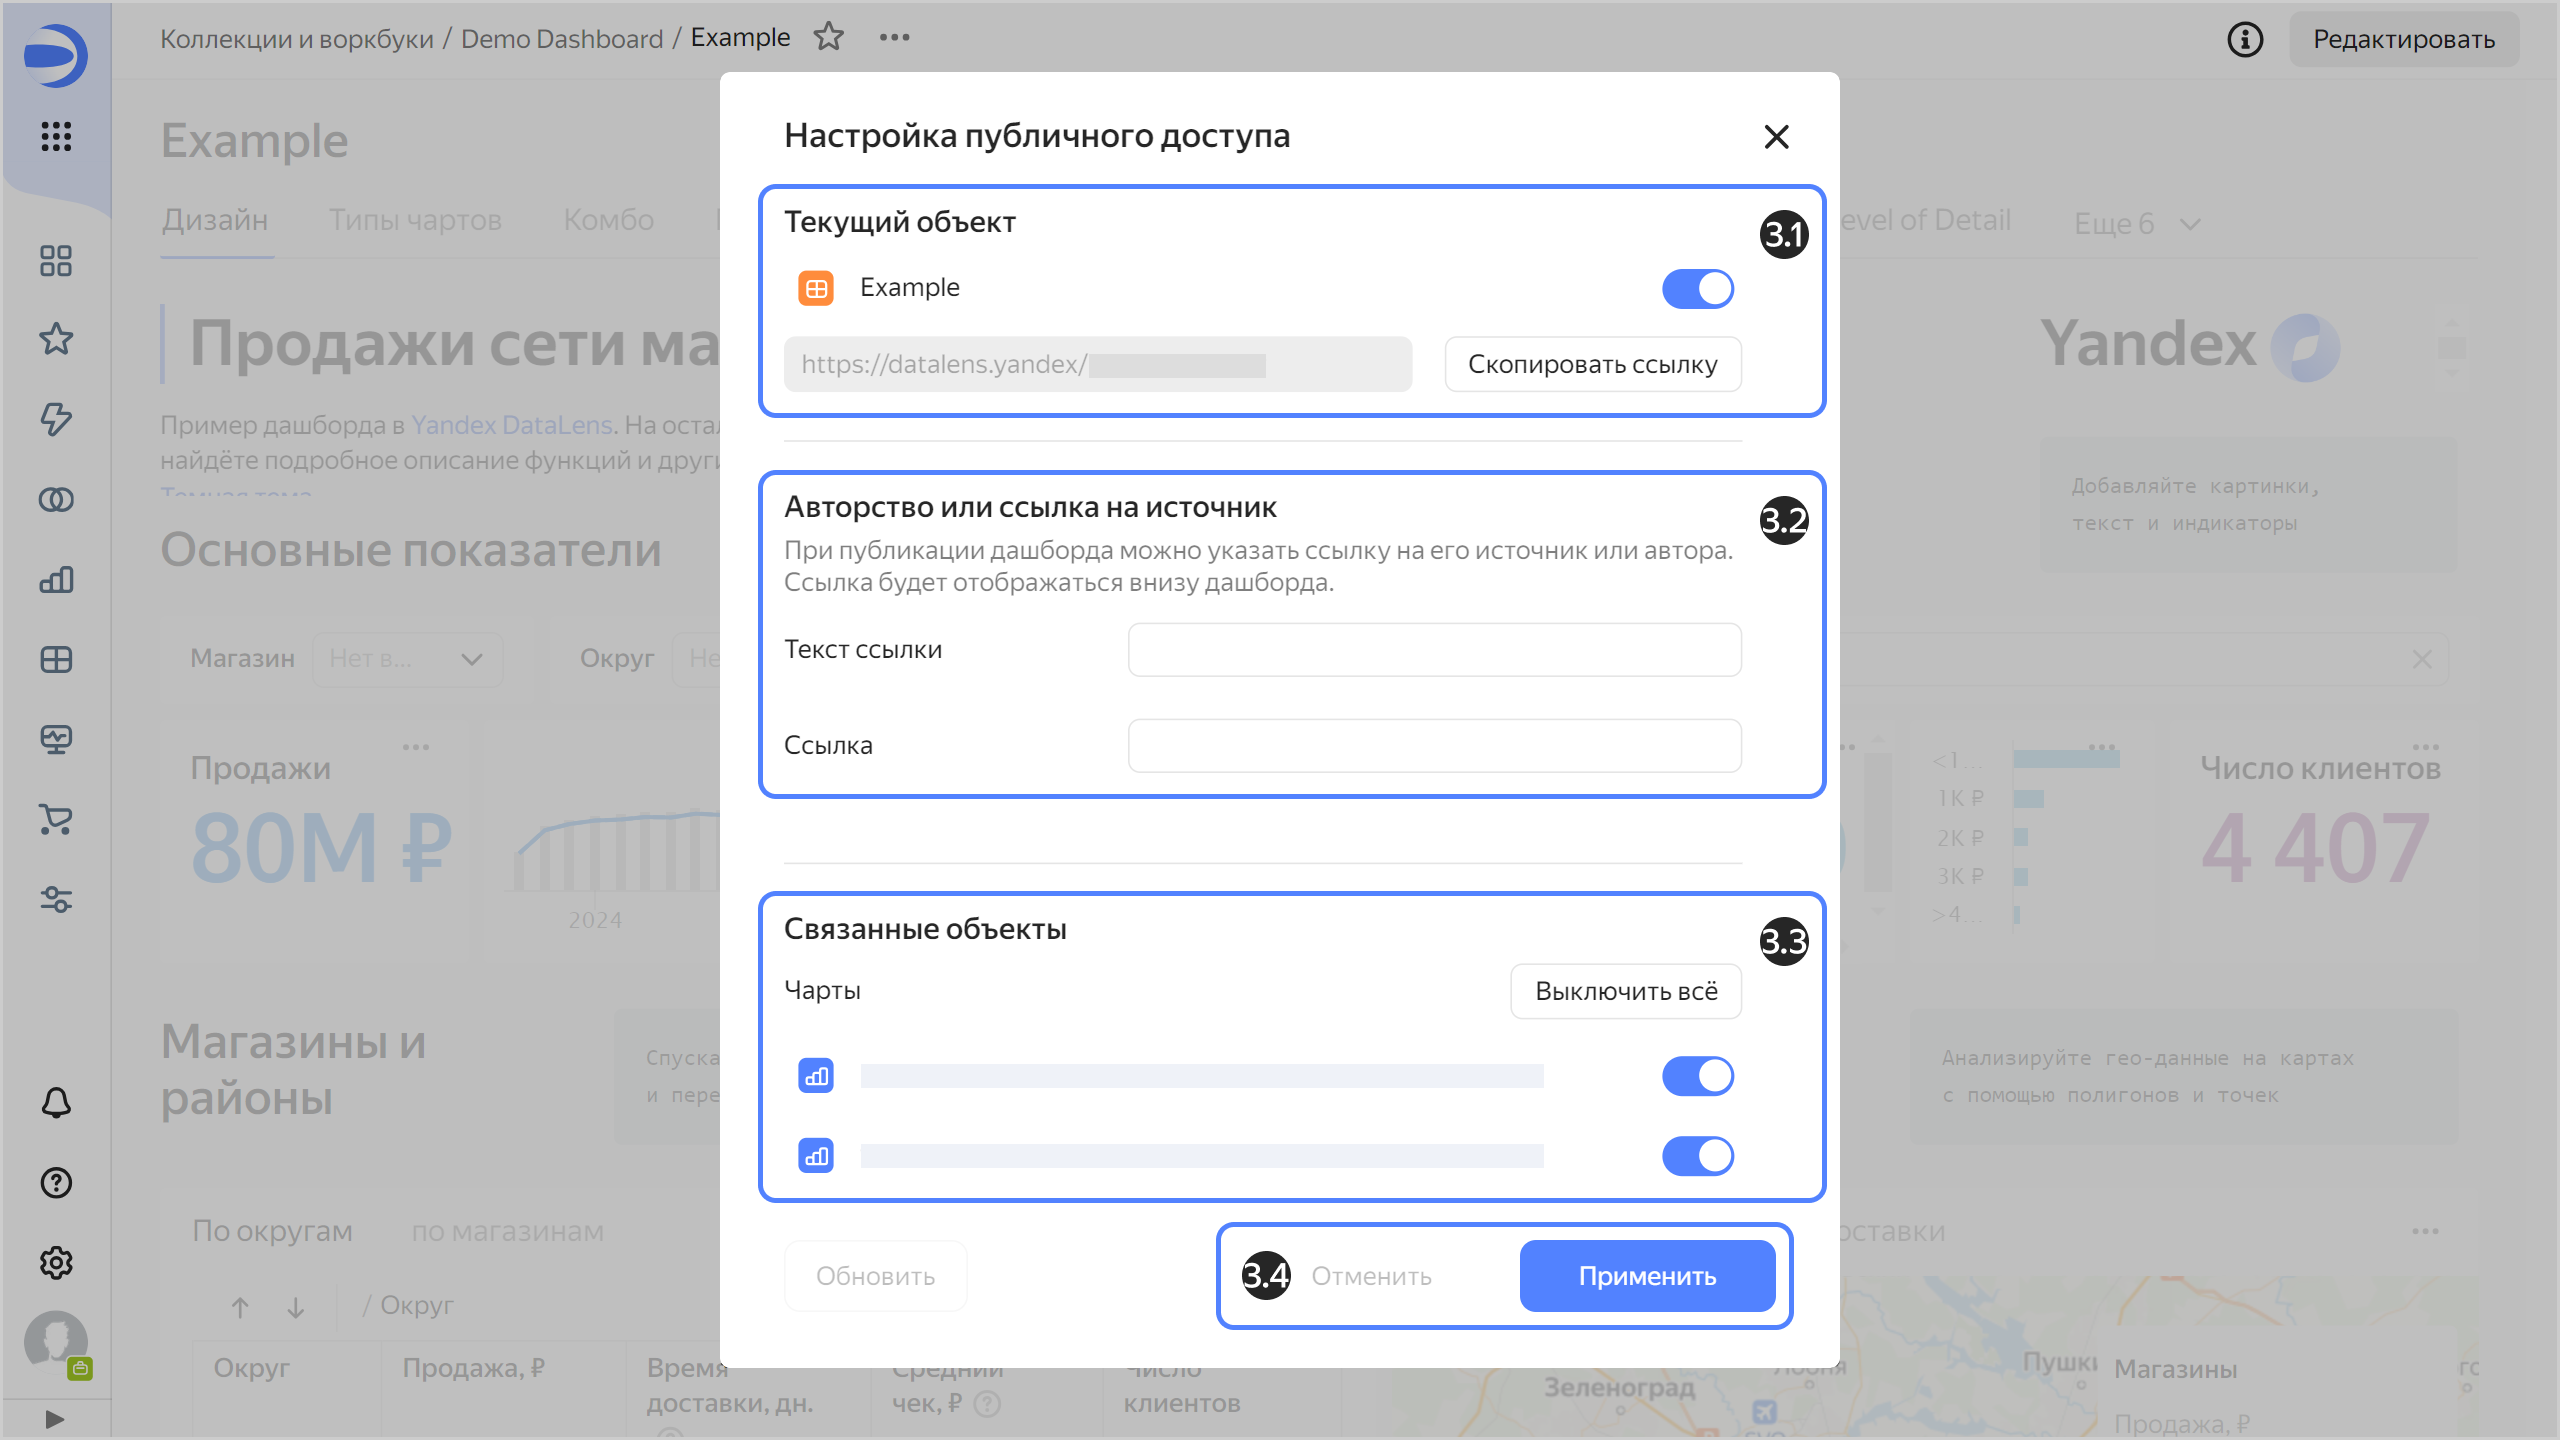 Коллекции и воркбуки / Demo Dashboard / Example
Редактировать
Example
Дизайн
Типы чартов
Комбо
evel of Detail
Еще 6
Продажи сети ма
Yandex
Пример дашборда в Yandex DataLens. На оста
найдёте подробное описание функций и други
Темная тема
Добавляйте картинки,
текст и индикаторы
Основные показатели
Магазин
Нет в...
Округ
Не
Продажи
80M ₽
2024
<1...
1K ₽
2K ₽
3K ₽
>4...
Число клиентов
4 407
Магазины и
районы
Спуска
и пере
Анализируйте гео-данные на картах
с помощью полигонов и точек
По округам
по магазинам
оставки
/ Округ
Округ
Продажа, ₽
Время
доставки, дн.
Средний
чек, ₽
Число
клиентов
Зеленоград
Лобня
Пушк
SVO
Магазины
Продажа, ₽
Настройка публичного доступа
Текущий объект
3.1
Example
https://datalens.yandex/
Скопировать ссылку
Авторство или ссылка на источник
3.2
При публикации дашборда можно указать ссылку на его источник или автора.
Ссылка будет отображаться внизу дашборда.
Текст ссылки
Ссылка
Связанные объекты
3.3
Чарты
Выключить всё
Обновить
3.4
Отменить
Применить